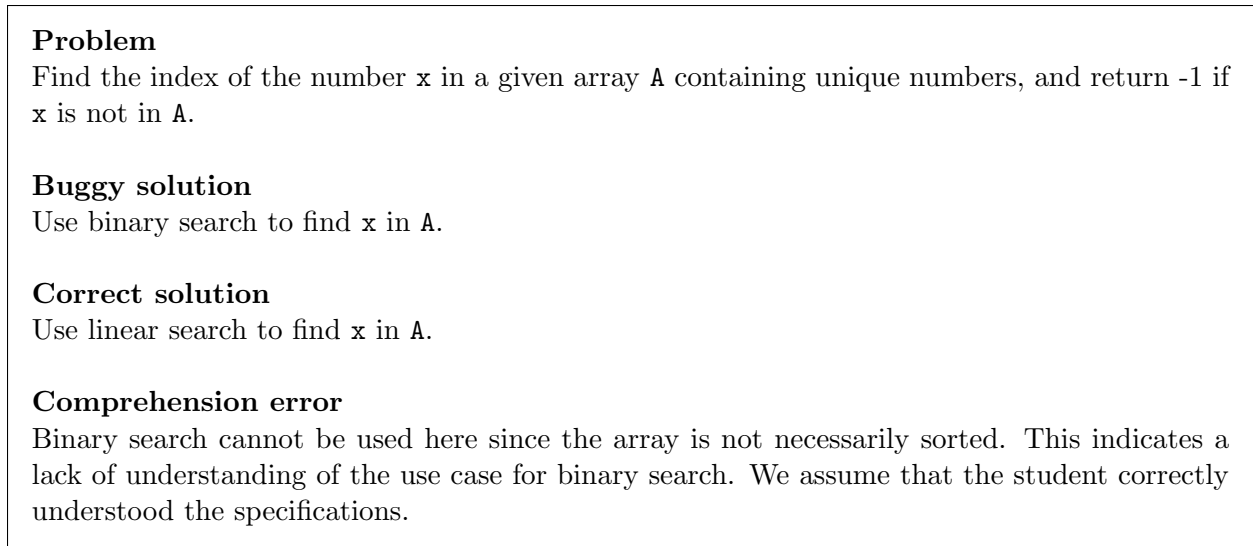 Problem
Find the index of the number x in a given array A containing unique numbers, and return -1 if
x is not in A.
Buggy solution
Use binary search to find x in A.
Correct solution
Use linear search to find x in A.
Comprehension error
Binary search cannot be used here since the array is not necessarily sorted. This indicates a
lack of understanding of the use case for binary search. We assume that the student correctly
understood the specifications.